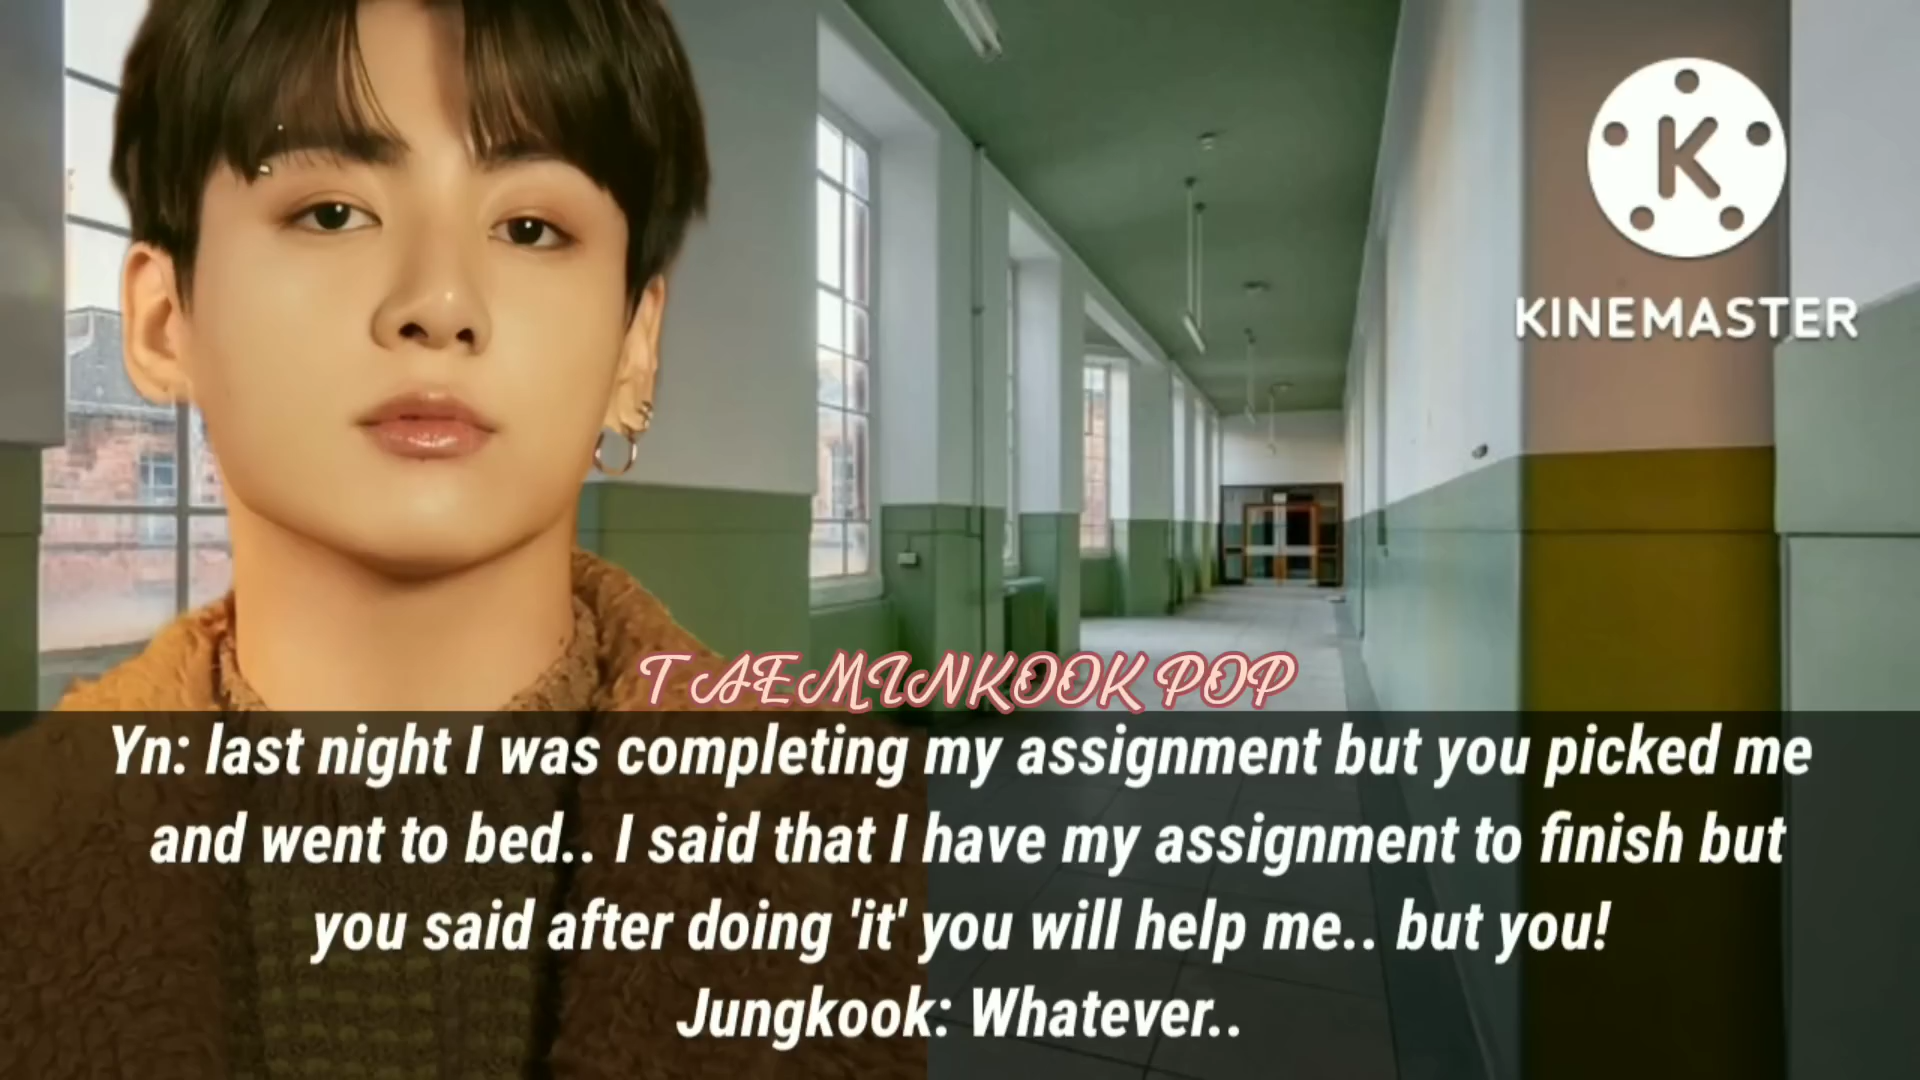 K
KINEMASTER
TAEMINKOOK POP
Yn: last night I was completing my assignment but you picked me
and went to bed.. I said that I have my assignment to finish but
you said after doing 'it' you will help me.. but you!
Jungkook: Whatever..